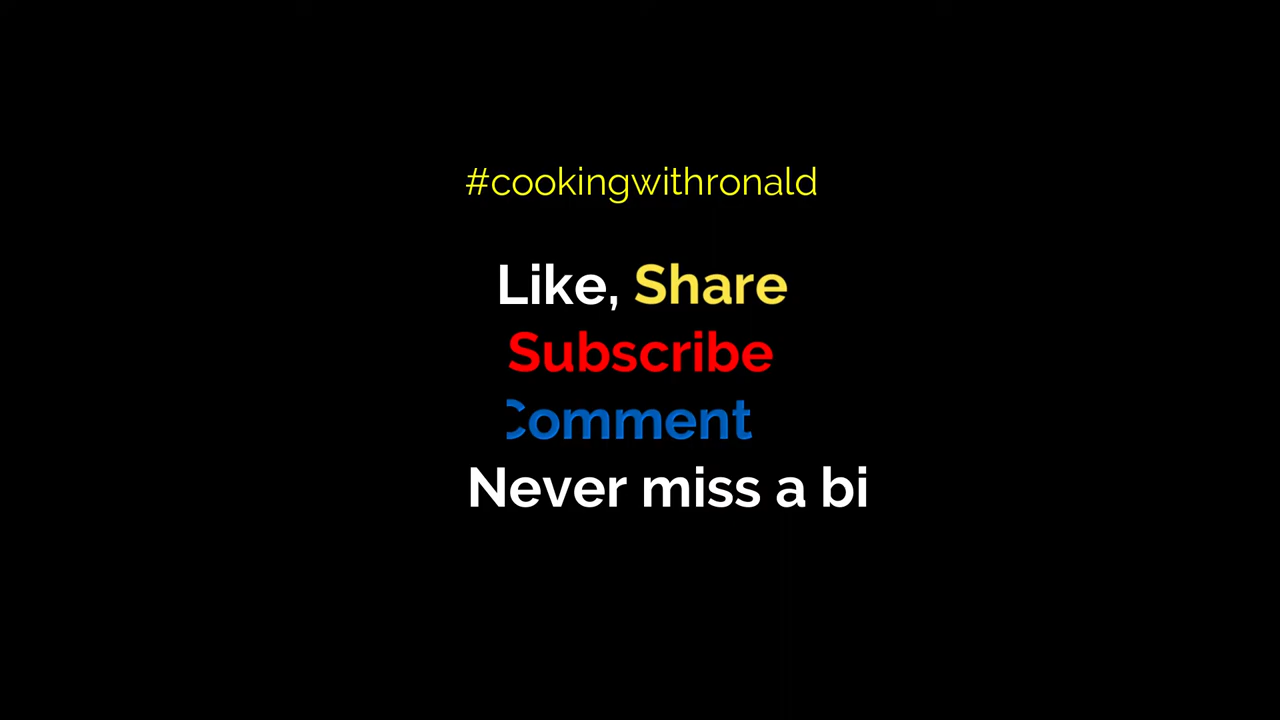 #cookingwithronald
Like, Share
Subscribe
Comment
Never miss a bi